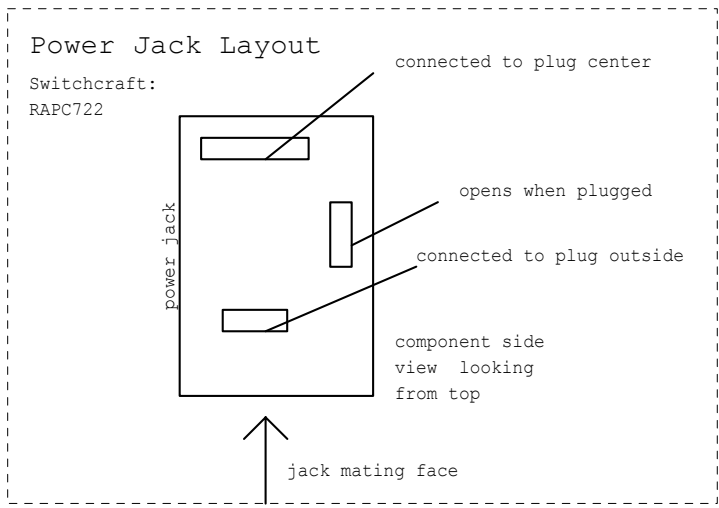 Power Jack Layout
Switchcraft:
RAPC722
connected to plug center
opens when plugged
power jack
connected to plug outside
component side
view looking
from top
jack mating face